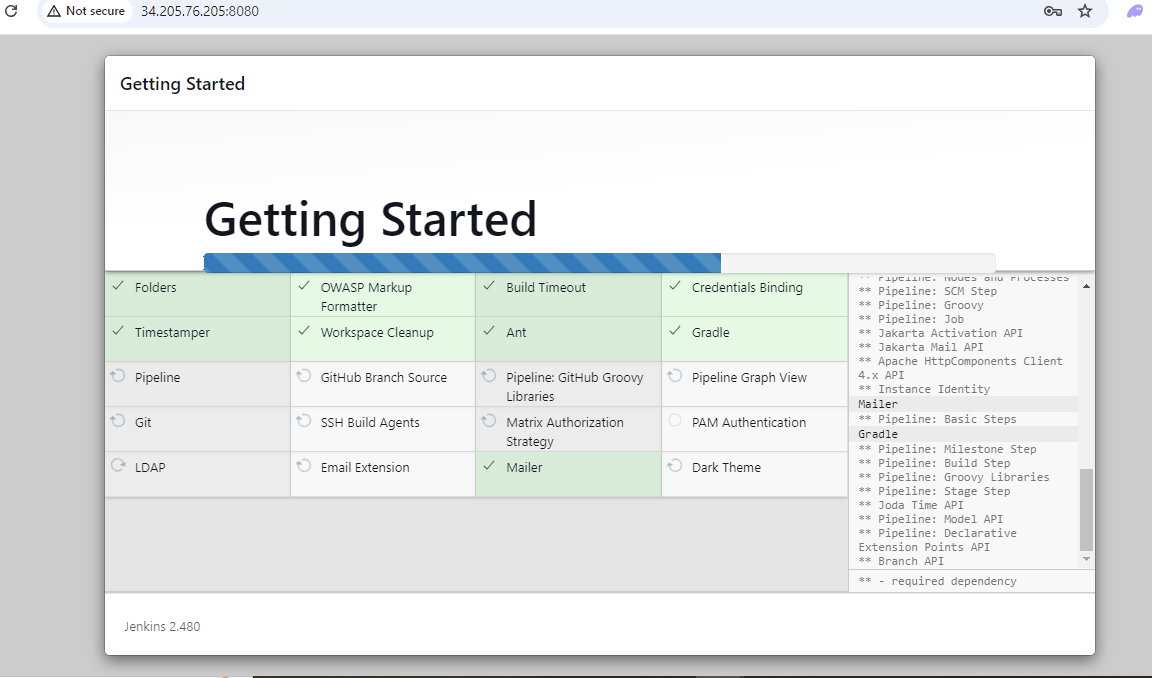 Not secure 34.205.76.205:8080
Getting Started
Getting Started
Folders
OWASP Markup
Formatter
Build Timeout
Credentials Binding
Timestamper
Workspace Cleanup
Ant
Gradle
Pipeline
GitHub Branch Source
Pipeline: GitHub Groovy
Libraries
Pipeline Graph View
Git
SSH Build Agents
Matrix Authorization
Strategy
PAM Authentication
LDAP
Email Extension
Mailer
Dark Theme
** Pipeline: Nodes and Processes
** Pipeline: SCM Step
** Pipeline: Groovy
** Pipeline: Job
** Jakarta Activation API
** Jakarta Mail API
** Apache HttpComponents Client
4.x API
** Instance Identity
Mailer
** Pipeline: Basic Steps
Gradle
** Pipeline: Milestone Step
** Pipeline: Build Step
** Pipeline: Groovy Libraries
** Pipeline: Stage Step
** Joda Time API
** Pipeline: Model API
** Pipeline: Declarative
Extension Points API
** Branch API
** - required dependency
Jenkins 2.480